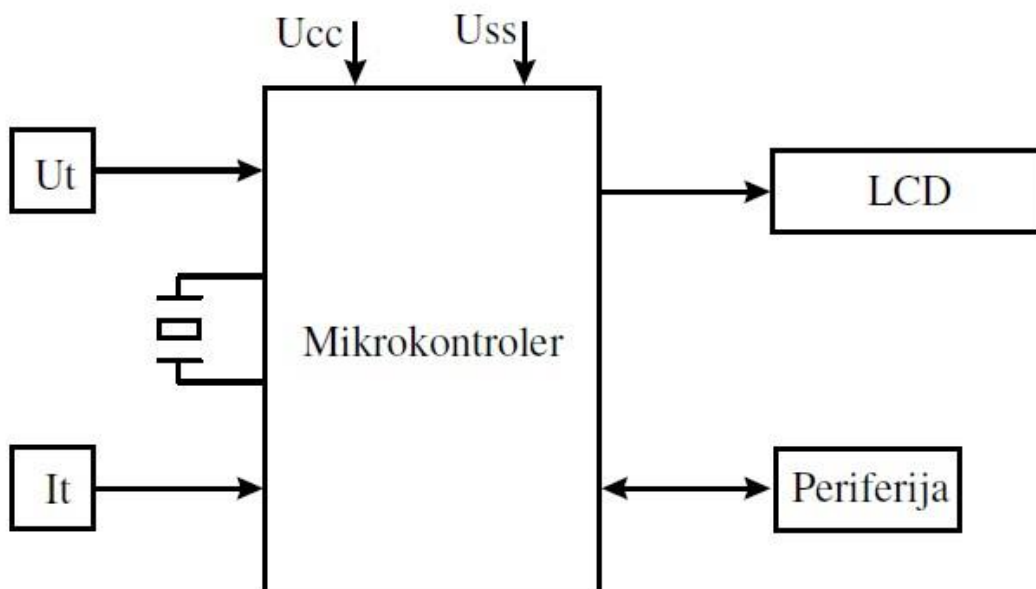 Ucc
Uss
Ut
LCD
Mikrokontroler
It
Periferija